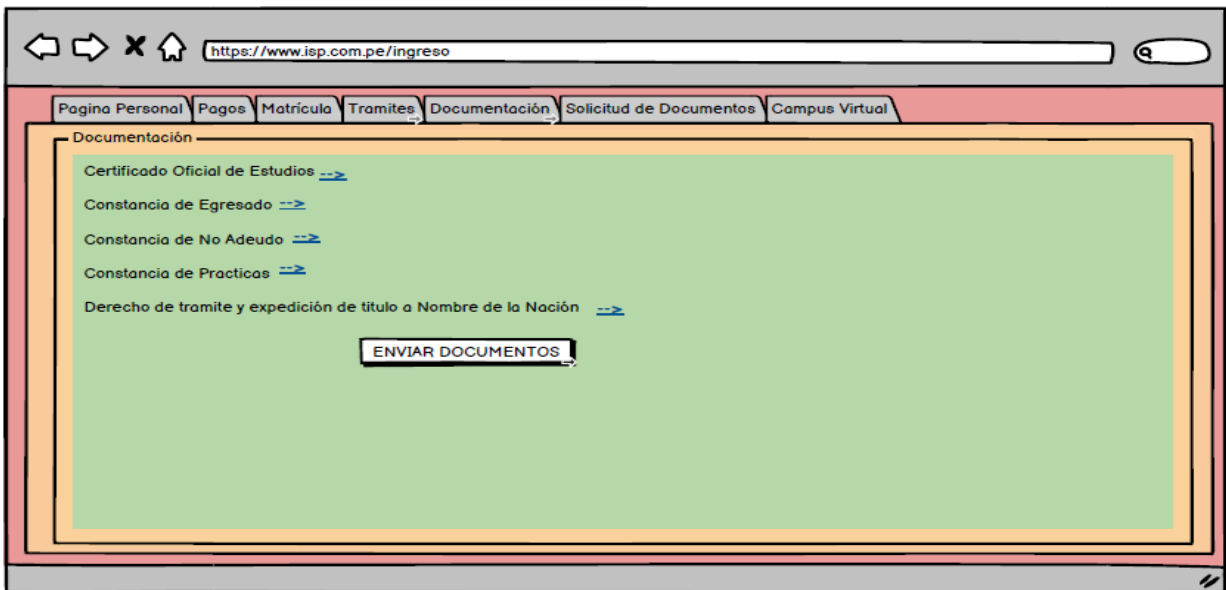 https://www.isp.com.pe/ingreso
Pagina Personal Pagos Matrícula Tramites Documentación Solicitud de Documentos Campus Virtual
Documentación
Certificado Oficial de Estudios -->
Constancia de Egresado -->
Constancia de No Adeudo -->
Constancia de Practicas -->
Derecho de tramite y expedición de titulo a Nombre de la Nación -->
ENVIAR DOCUMENTOS